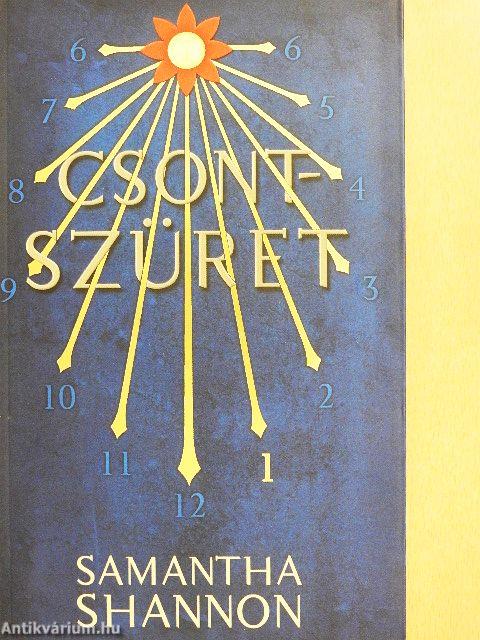 6 6
7 5
8 4
CSONT-
SZÜRET
9 3
10 2
11 1
12
SAMANTHA
SHANNON
Antikvárium.hu